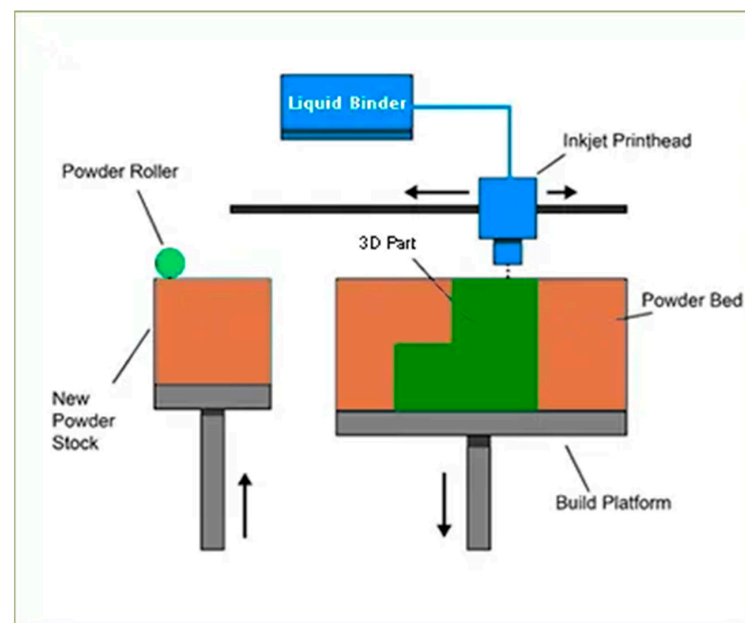 Liquid Binder
Inkjet Printhead
Powder Roller
3D Part
Powder Bed
New
Powder
Stock
Build Platform